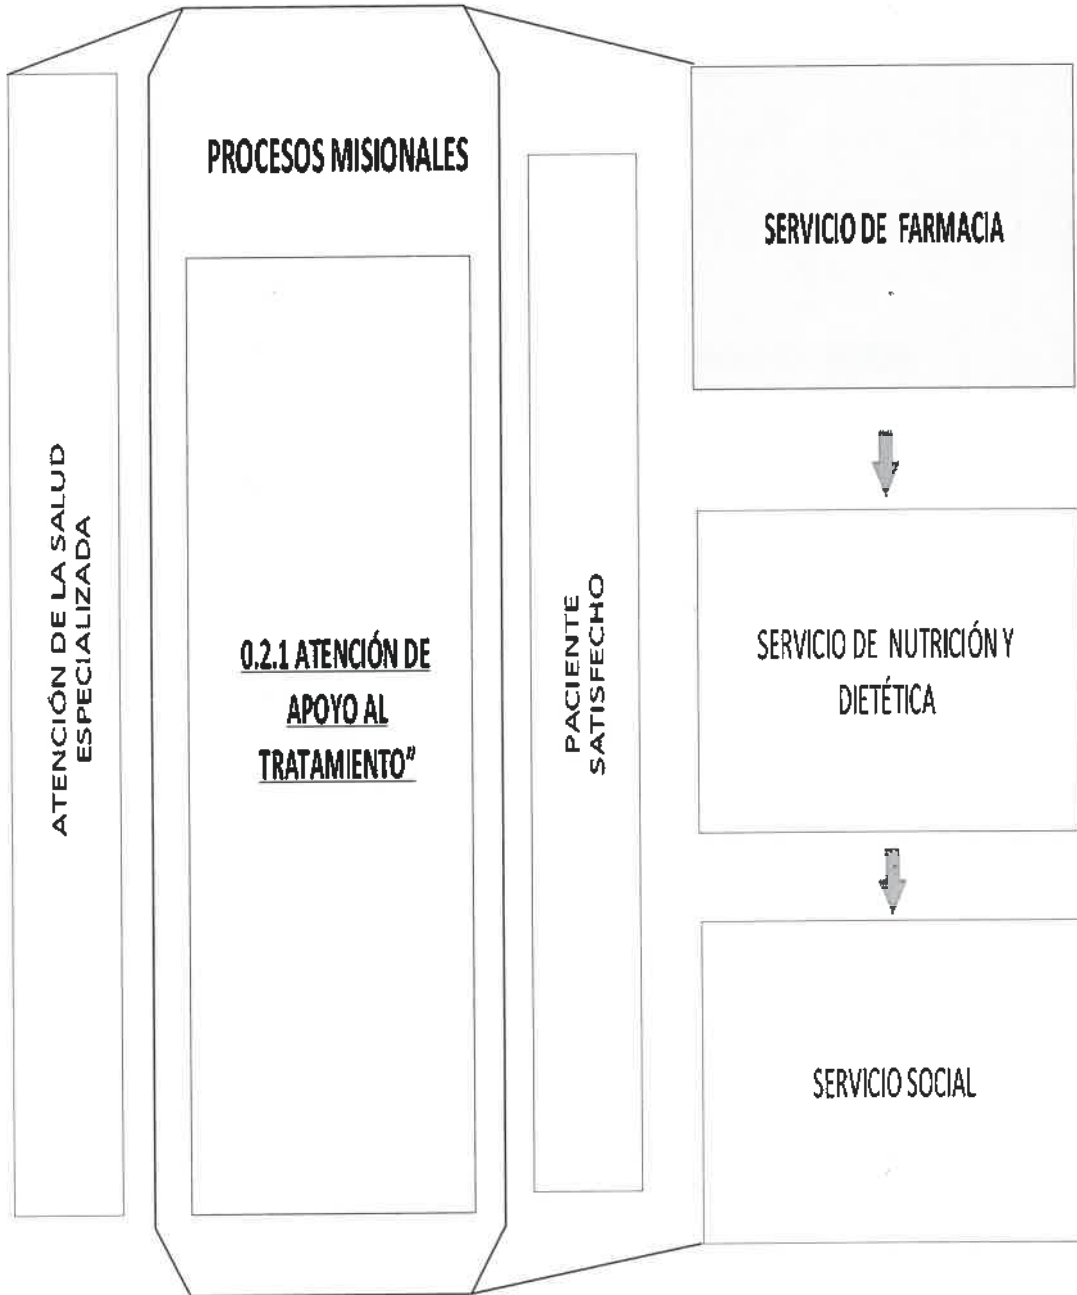 ATENCIÓN DE LA SALUD
ESPECIALIZADA
PROCESOS MISIONALES
0.2.1 ATENCIÓN DE
APOYO AL
TRATAMIENTO”
PACIENTE
SATISFECHO
SERVICIO DE FARMACIA
SERVICIO DE NUTRICIÓN Y
DIETÉTICA
SERVICIO SOCIAL